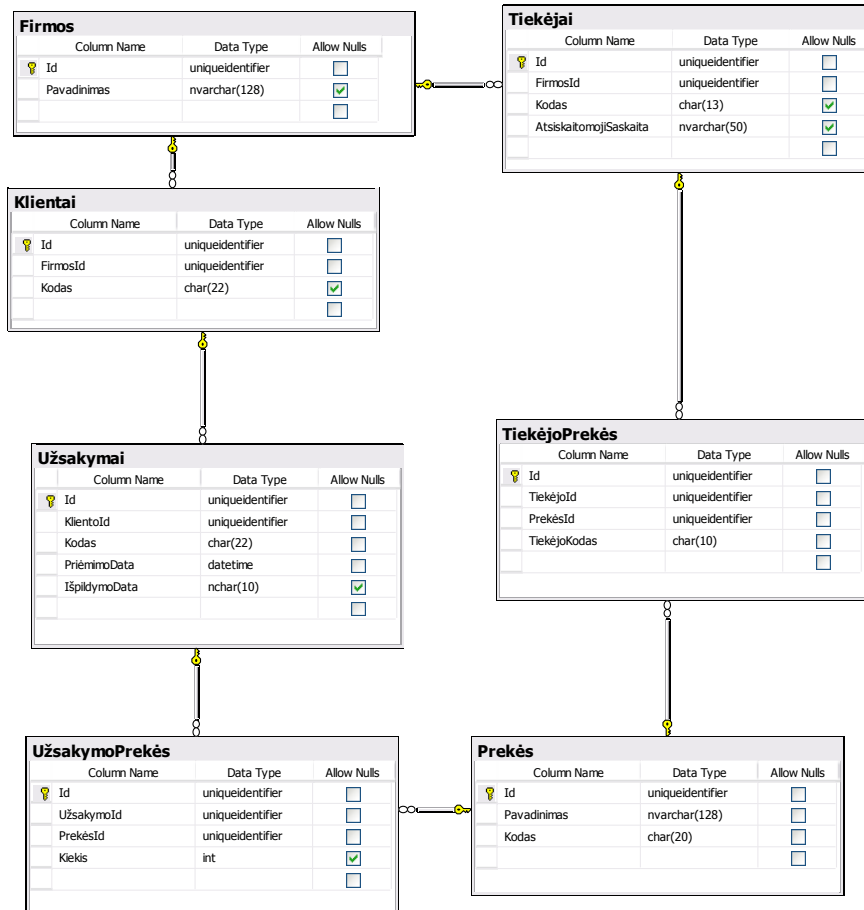 Firmos
Column Name Data Type Allow Nulls
Id uniqueidentifier
Pavadinimas nvarchar(128)
Tiekėjai
Column Name Data Type Allow Nulls
Id uniqueidentifier
FirmosId uniqueidentifier
Kodas char(13)
AtsiskaitomojiSaskaita nvarchar(50)
Klientai
Column Name Data Type Allow Nulls
Id uniqueidentifier
FirmosId uniqueidentifier
Kodas char(22)
Užsakymai
Column Name Data Type Allow Nulls
Id uniqueidentifier
KlientoId uniqueidentifier
Kodas char(22)
PriėmimoData datetime
IšpildymoData nchar(10)
TiekėjoPrekės
Column Name Data Type Allow Nulls
Id uniqueidentifier
TiekėjoId uniqueidentifier
PrekėsId uniqueidentifier
TiekėjoKodas char(10)
UžsakymoPrekės
Column Name Data Type Allow Nulls
Id uniqueidentifier
UžsakymoId uniqueidentifier
PrekėsId uniqueidentifier
Kiekis int
Prekės
Column Name Data Type Allow Nulls
Id uniqueidentifier
Pavadinimas nvarchar(128)
Kodas char(20)